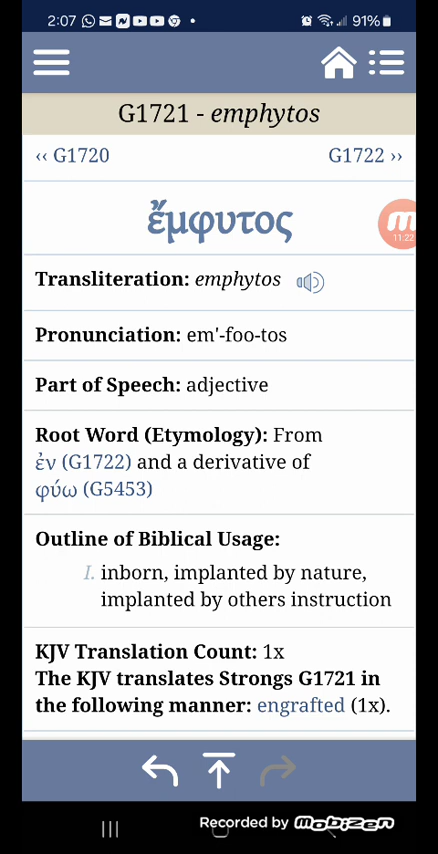 2:07 91%
G1721 - emphytos
‹‹ G1720 G1722 ››
ἔμφυτος
11:22
Transliteration: emphytos
Pronunciation: em'-foo-tos
Part of Speech: adjective
Root Word (Etymology): From
ἐν (G1722) and a derivative of
φύω (G5453)
Outline of Biblical Usage:
I. inborn, implanted by nature,
implanted by others instruction
KJV Translation Count: 1x
The KJV translates Strongs G1721 in
the following manner: engrafted (1x).
Recorded by mobizen